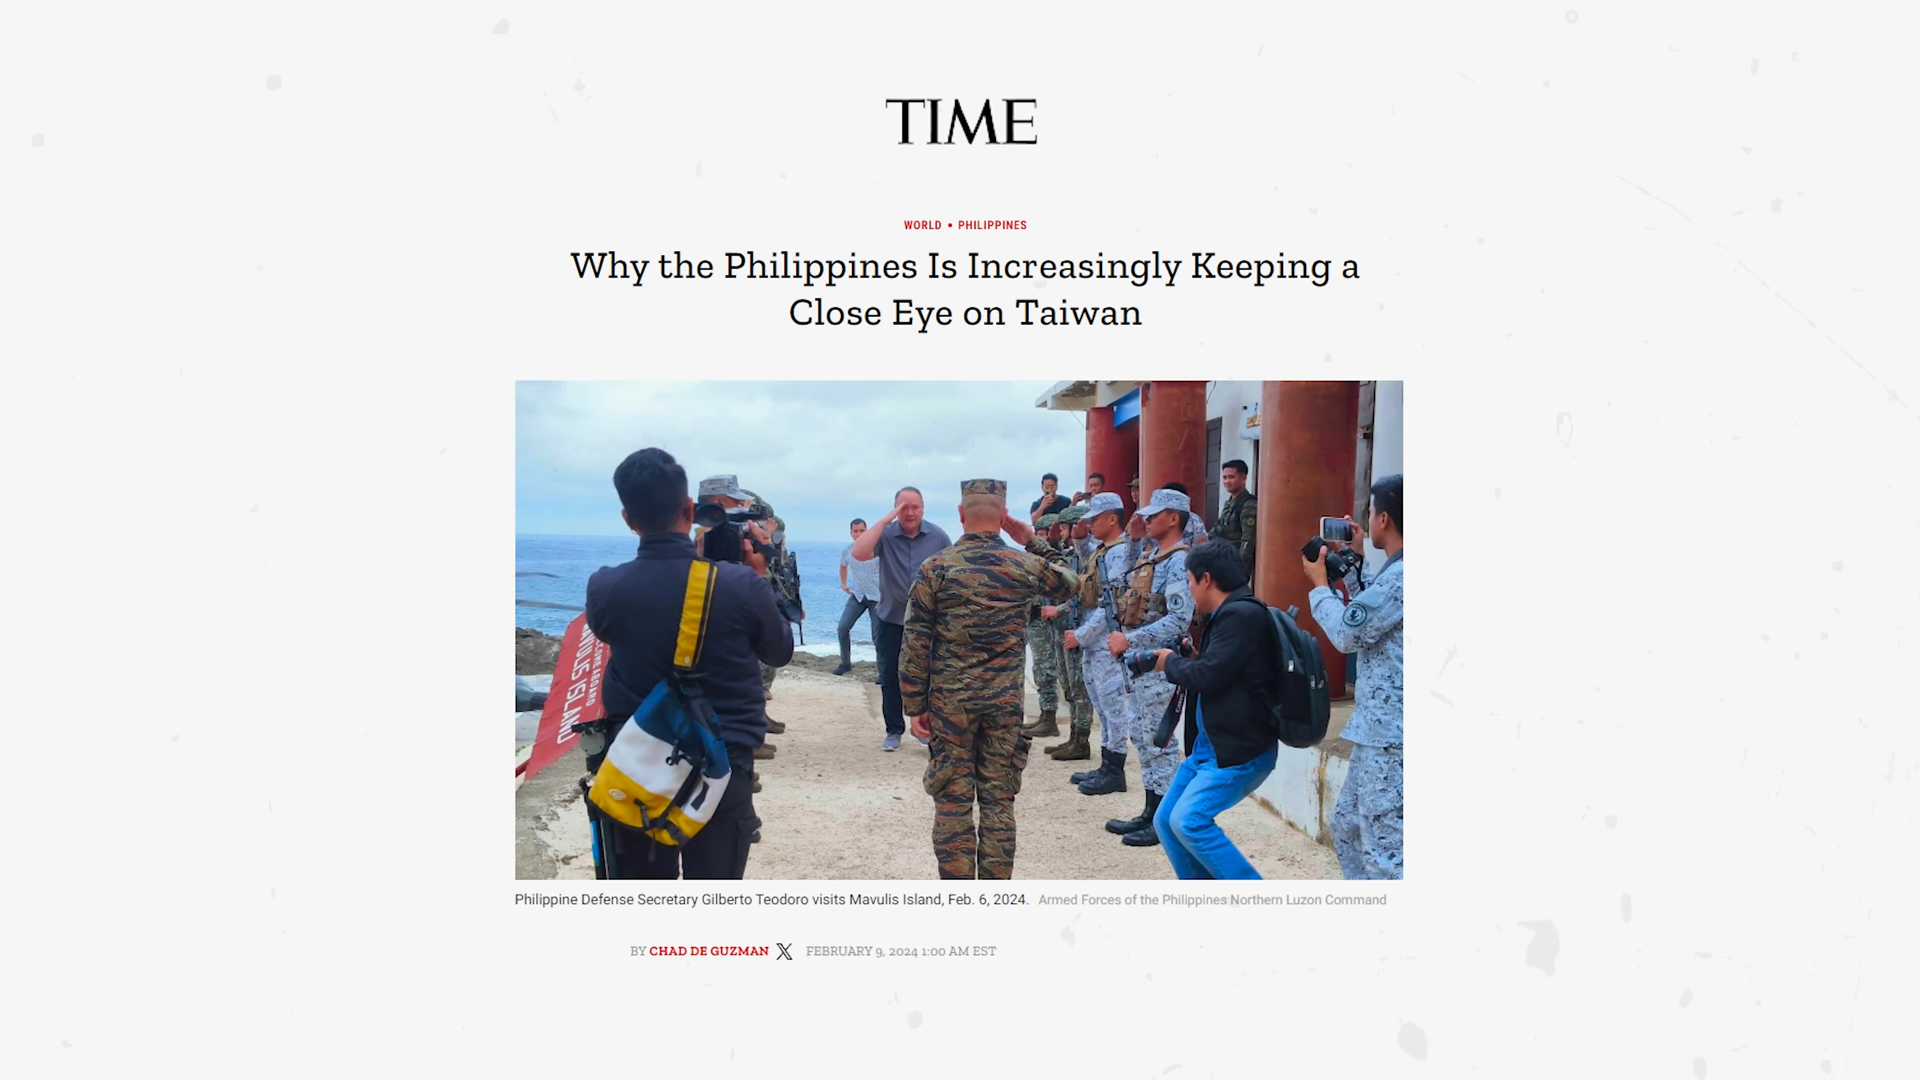 TIME
WORLD • PHILIPPINES
Why the Philippines Is Increasingly Keeping a
Close Eye on Taiwan
ISLAND
Philippine Defense Secretary Gilberto Teodoro visits Mavulis Island, Feb. 6, 2024. Armed Forces of the Philippines Northern Luzon Command
BY CHAD DE GUZMAN X FEBRUARY 9, 2024 1:00 AM EST